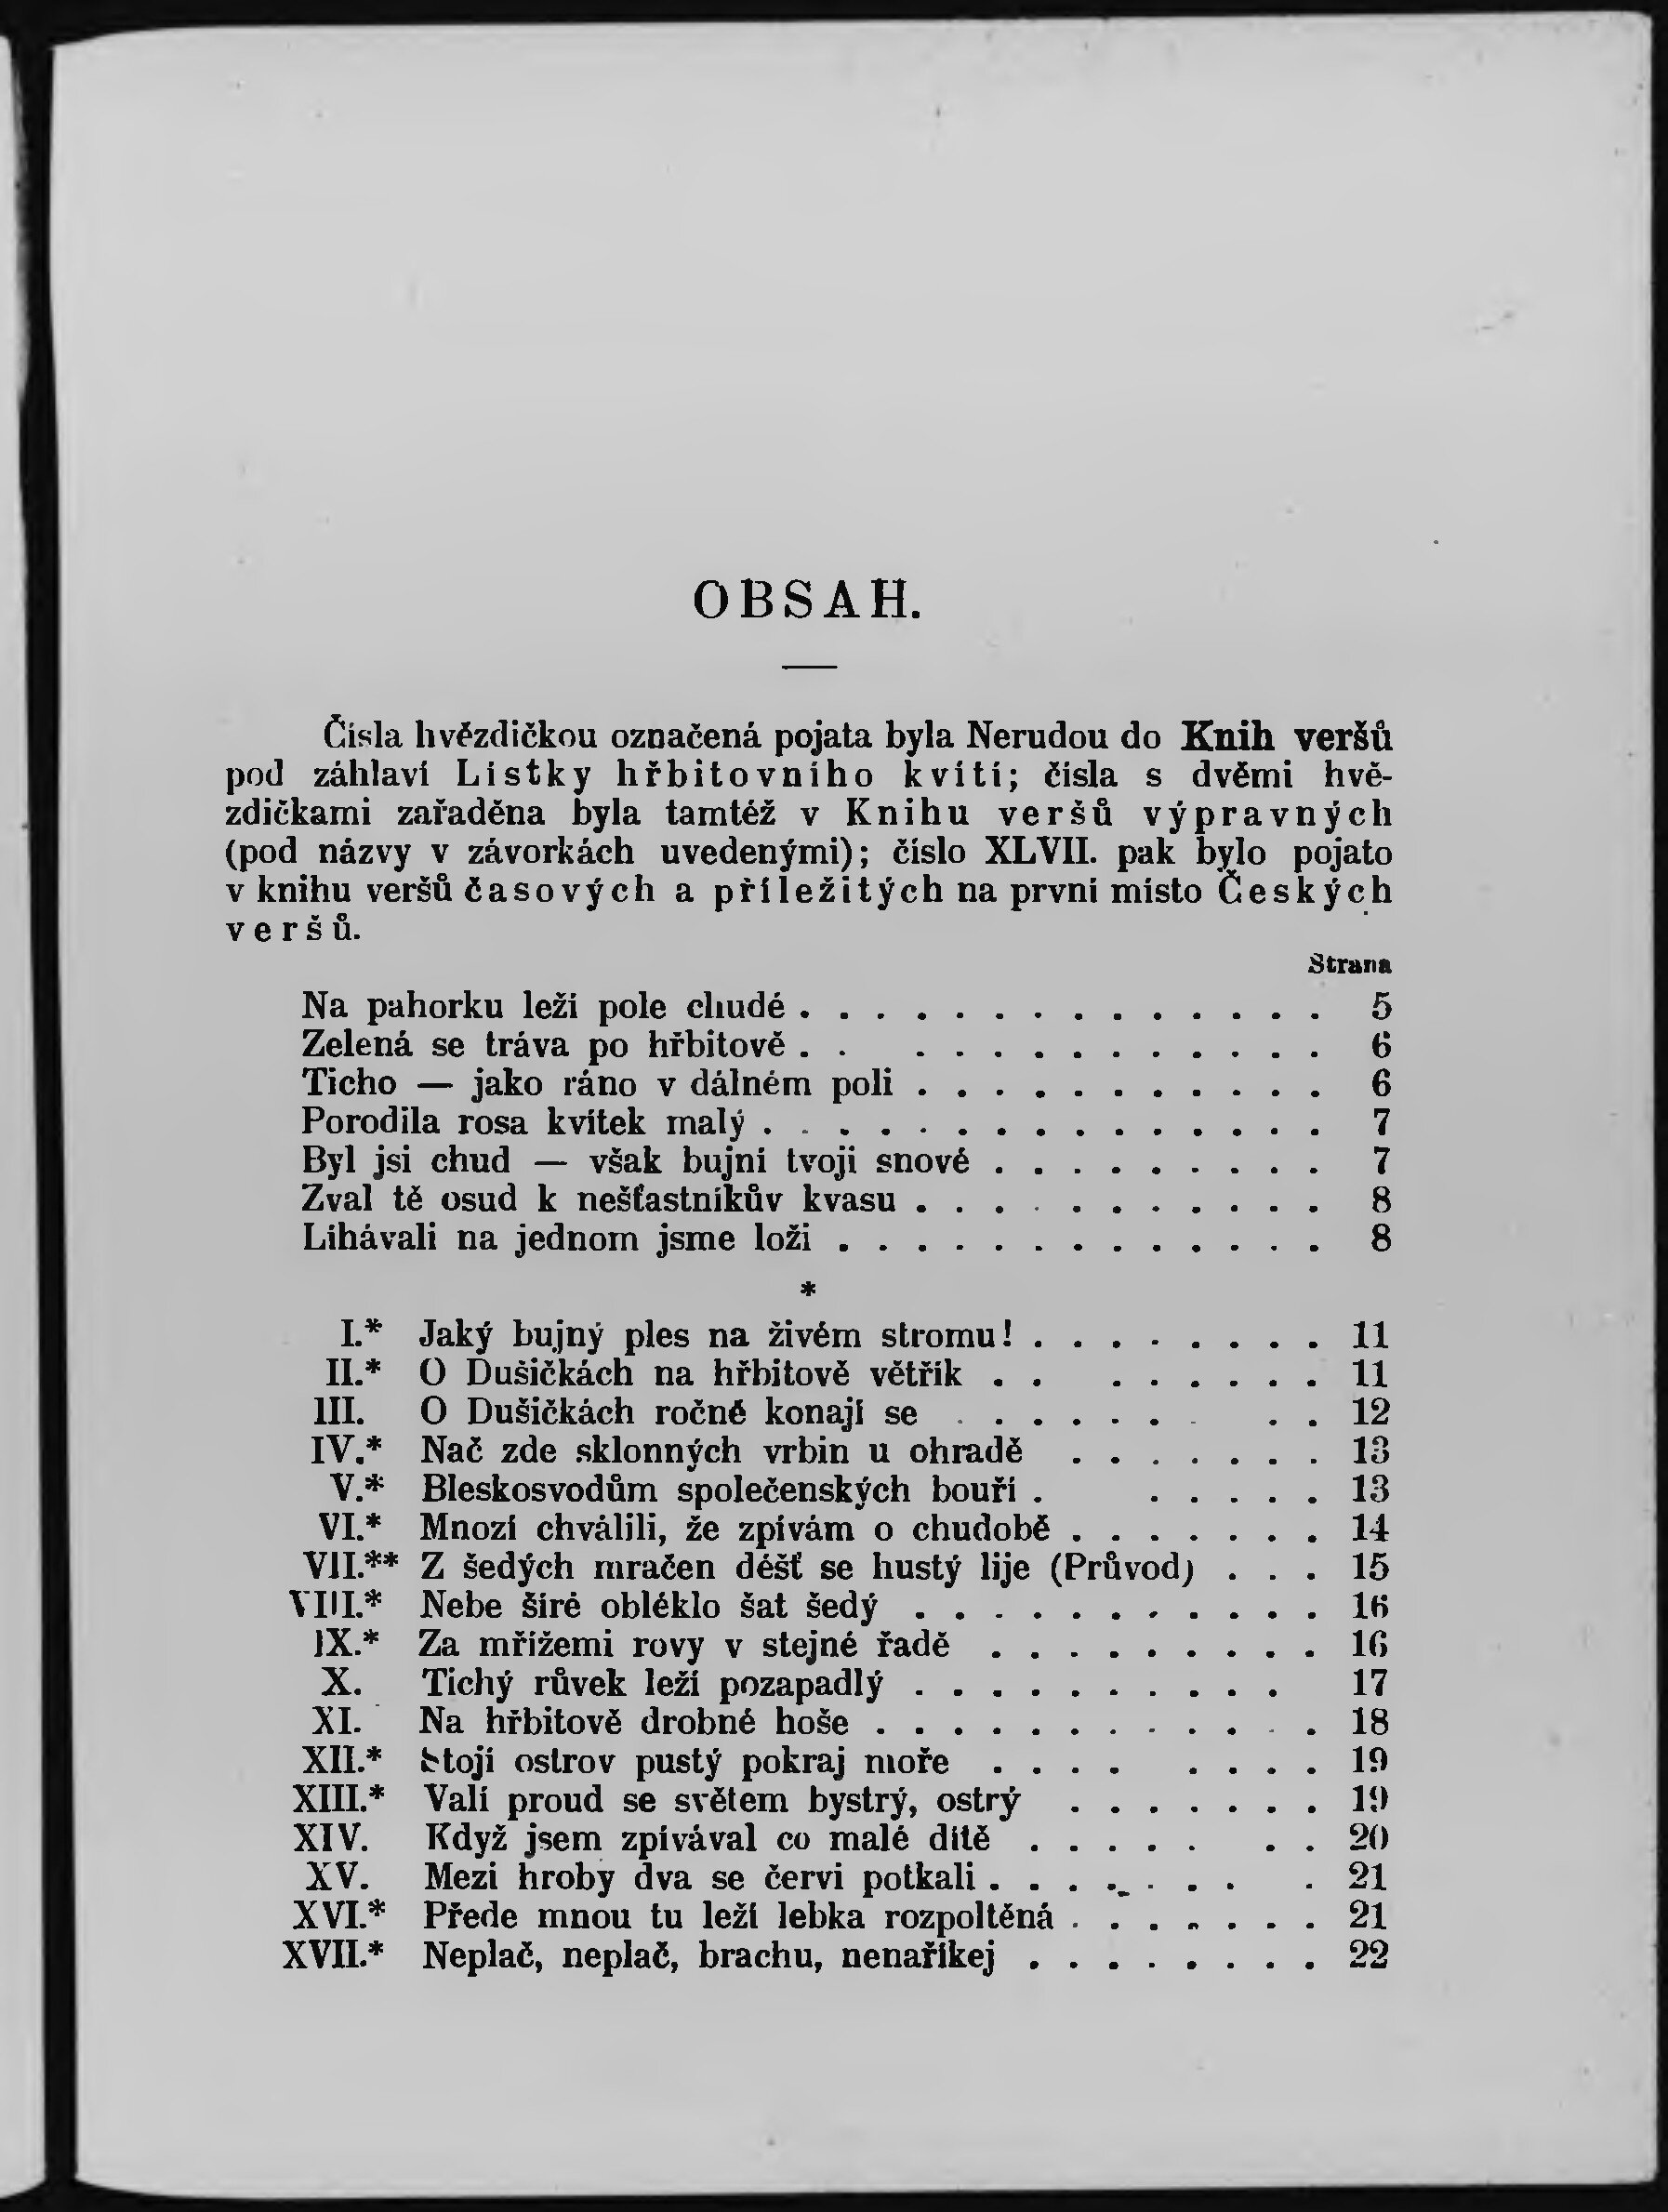 OBSAH.
Čísla hvězdičkou označená pojata byla Nerudou do Knih veršů
pod záhlaví Lístky hřbitovního kvítí; čísla s dvěmi hvě-
zdičkami zařaděna byla tamtéž v Knihu veršů výpravných
(pod názvy v závorkách uvedenými); číslo XLVII. pak bylo pojato
v knihu veršů časových a příležitých na první místo Českých
veršů.
Strana
Na pahorku leží pole chudé . . . . . . . . . . . . . . 5
Zelená se tráva po hřbitově . . . . . . . . . . . . . 6
Ticho — jako ráno v dálném poli . . . . . . . . . . . 6
Porodila rosa kvítek malý . . . . . . . . . . . . . . . 7
Byl jsi chud — však bujní tvoji snové . . . . . . . . . 7
Zval tě osud k nešťastníkův kvasu . . . . . . . . . . . 8
Líhávali na jednom jsme loži . . . . . . . . . . . . . 8
*
I.* Jaký bujný ples na živém stromu! . . . . . . . . 11
II.* O Dušičkách na hřbitově větřík . . . . . . . . 11
III. O Dušičkách ročně konají se . . . . . . . . . 12
IV.* Nač zde sklonných vrbin u ohradě . . . . . . . 13
V.* Bleskosvodům společenských bouří . . . . . . 13
VI.* Mnozí chválili, že zpívám o chudobě . . . . . . . 14
VII.** Z šedých mračen déšť se hustý lije (Průvod) . . . 15
VIII.* Nebe šíré obléklo šat šedý . . . . . . . . . . . 16
IX.* Za mřížemi rovy v stejné řadě . . . . . . . . . 16
X. Tichý růvek leží pozapadlý . . . . . . . . . . 17
XI. Na hřbitově drobné hoše . . . . . . . . . . . . 18
XII.* Stojí ostrov pustý pokraj moře . . . . . . . . 19
XIII.* Valí proud se světem bystrý, ostrý . . . . . . . 19
XIV. Když jsem zpívával co malé dítě . . . . . . . 20
XV. Mezi hroby dva se červi potkali . . . . . . . . 21
XVI.* Přede mnou tu leží lebka rozpoltěná . . . . . . . 21
XVII.* Neplač, neplač, brachu, nenaříkej . . . . . . . . 22